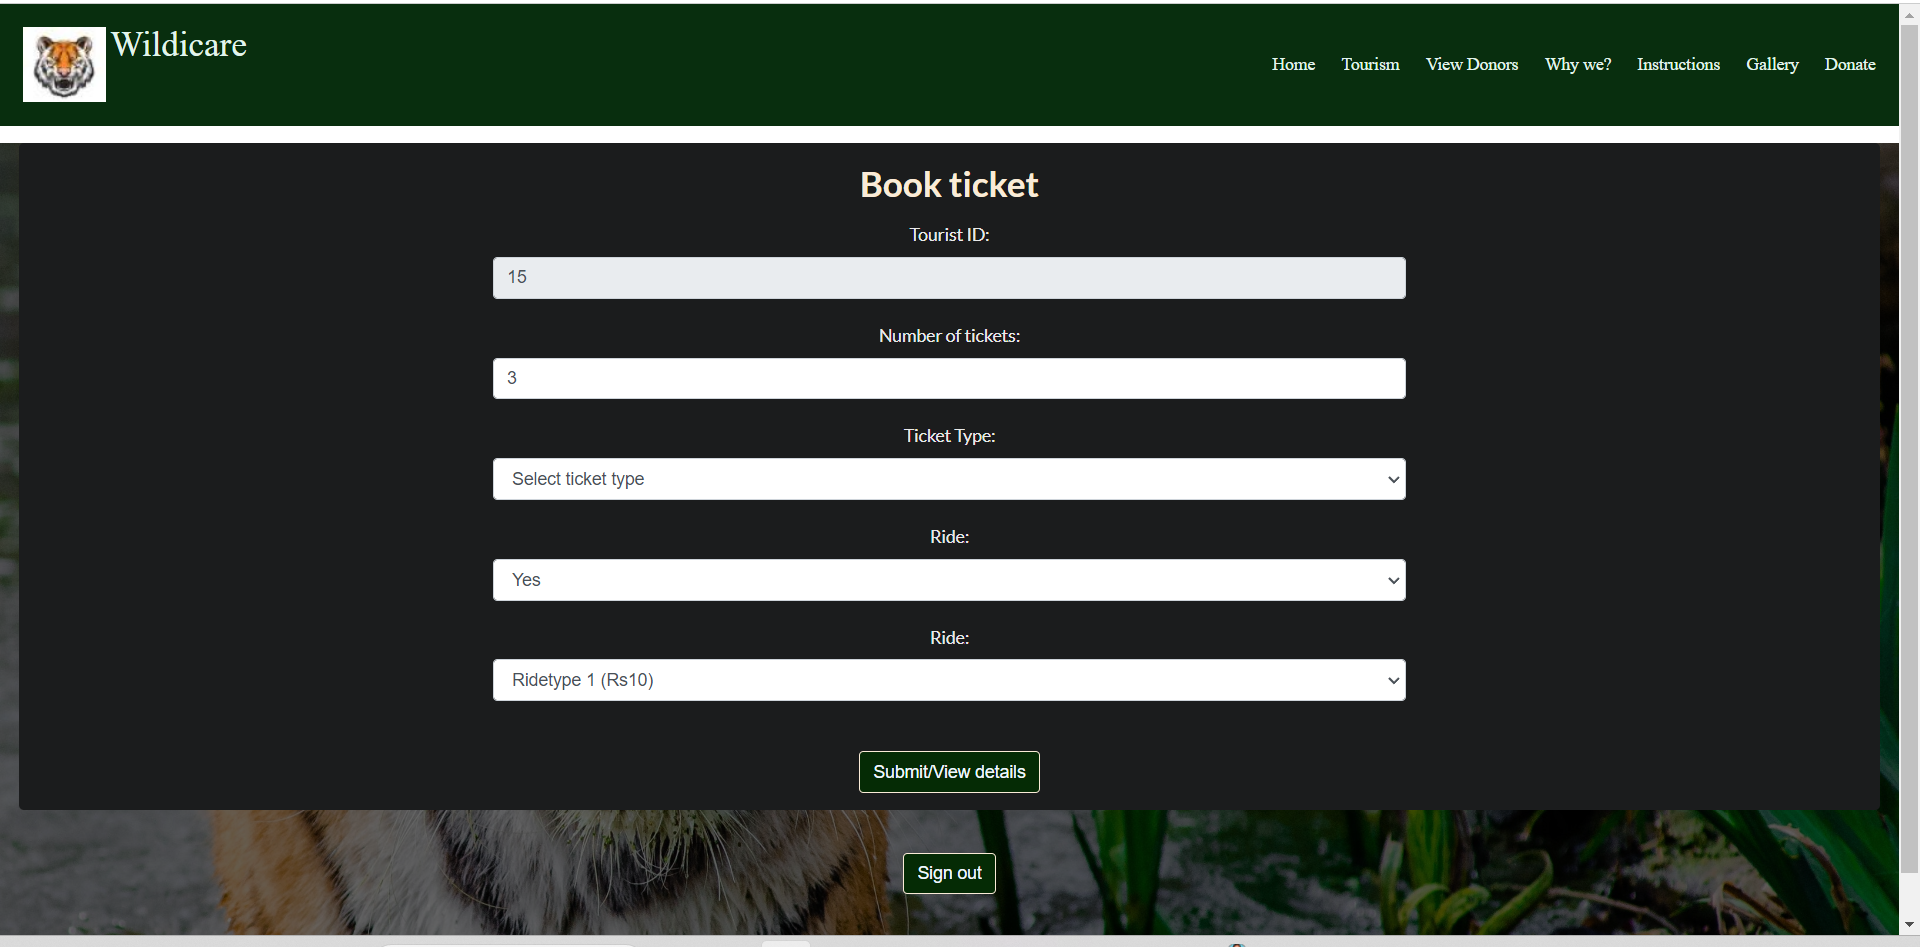 Wildicare
Home Tourism View Donors Why we? Instructions Gallery Donate
Book ticket
Tourist ID:
15
Number of tickets:
3
Ticket Type:
Select ticket type
Ride:
Yes
Ride:
Ridetype 1 (Rs10)
Submit/View details
Sign out